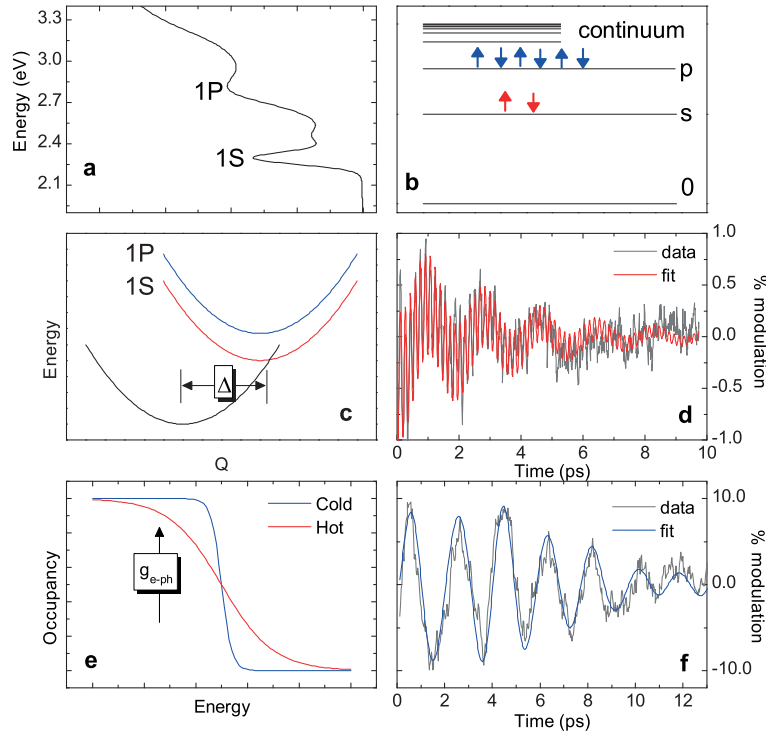 Energy (eV)
3.3
3.0
2.7
2.4
2.1
1P
1S
a
continuum
p
s
0
b
Energy
1P
1S
Δ
c
Q
data
fit
1.0
0.5
0.0
-0.5
-1.0
% modulation
d
0 2 4 6 8 10
Time (ps)
Occupancy
Cold
Hot
g e-ph
e
Energy
data
fit
10.0
0.0
-10.0
% modulation
f
0 2 4 6 8 10 12
Time (ps)